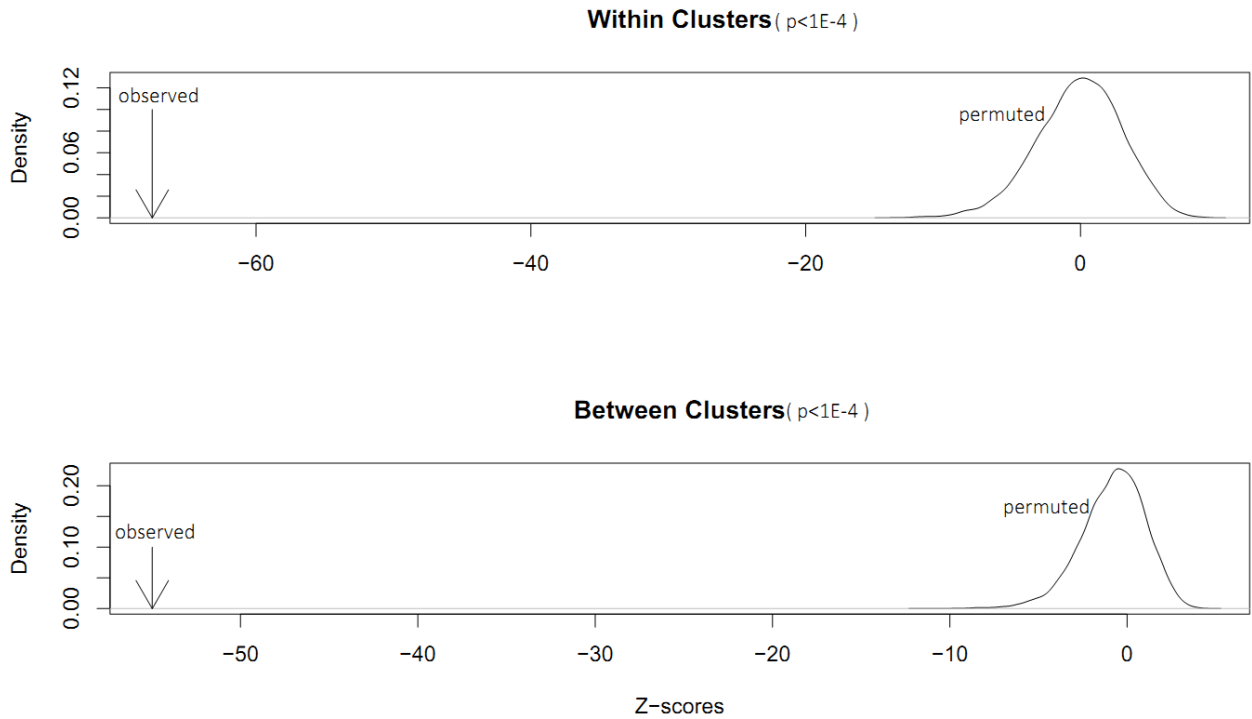 Within Clusters ( p<1E-4 )
Density
0.12
0.06
0.00
observed
permuted
−60
−40
−20
0
Between Clusters ( p<1E-4 )
Density
0.20
0.10
0.00
observed
permuted
−50
−40
−30
−20
−10
0
Z-scores